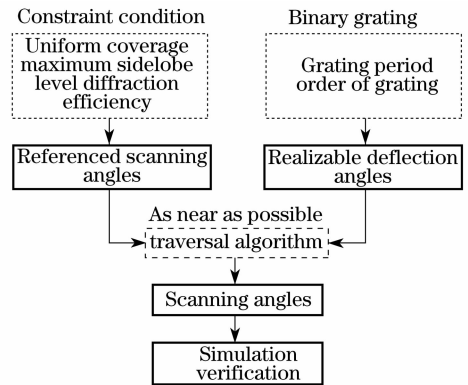 Constraint condition
Uniform coverage
maximum sidelobe
level diffraction
efficiency
Binary grating
Grating period
order of grating
Referenced scanning
angles
Realizable deflection
angles
As near as possible
traversal algorithm
Scanning angles
Simulation
verification